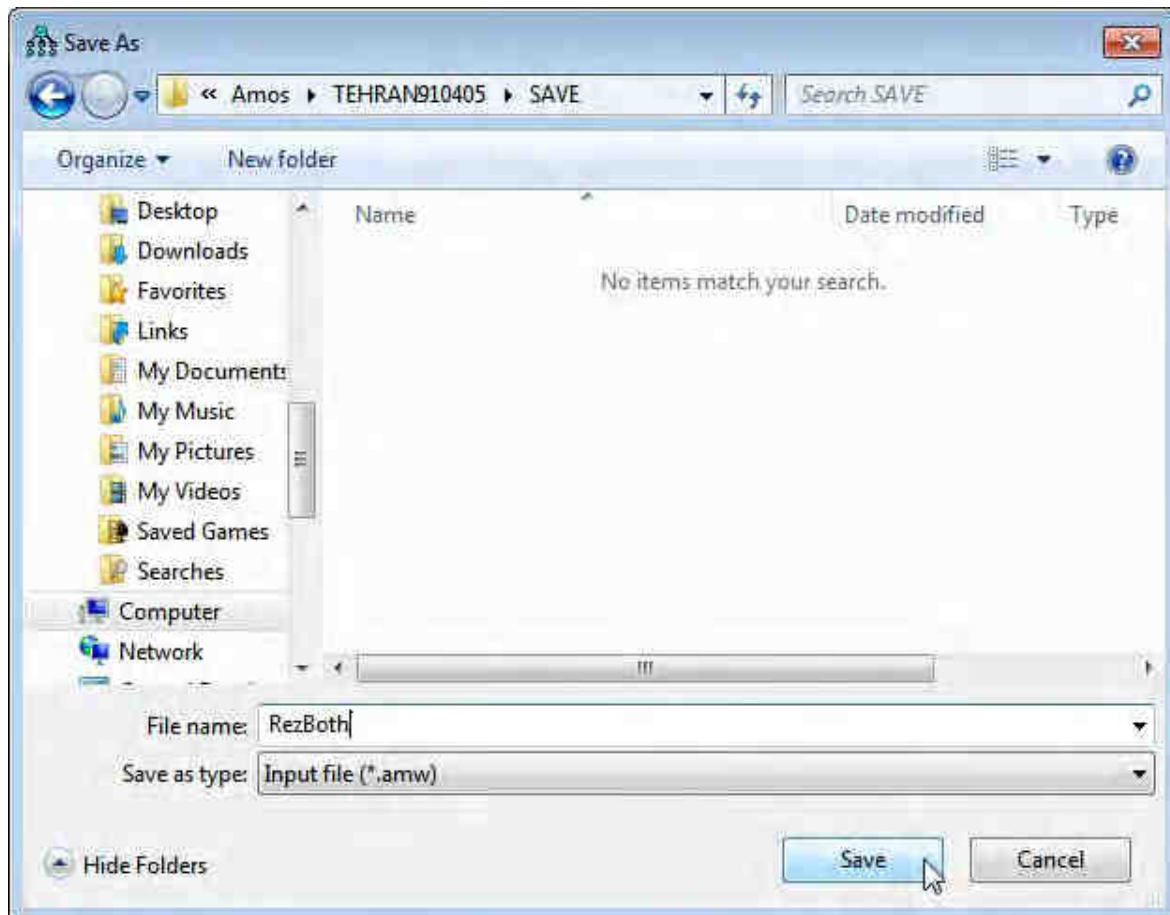 Save As
« Amos ▸ TEHRAN910405 ▸ SAVE
Search SAVE
Organize
New folder
Desktop
Downloads
Favorites
Links
My Documents
My Music
My Pictures
My Videos
Saved Games
Searches
Computer
Network
Name
Date modified
Type
No items match your search.
File name: RezBoth
Save as type: Input file (*.amw)
Hide Folders
Save
Cancel